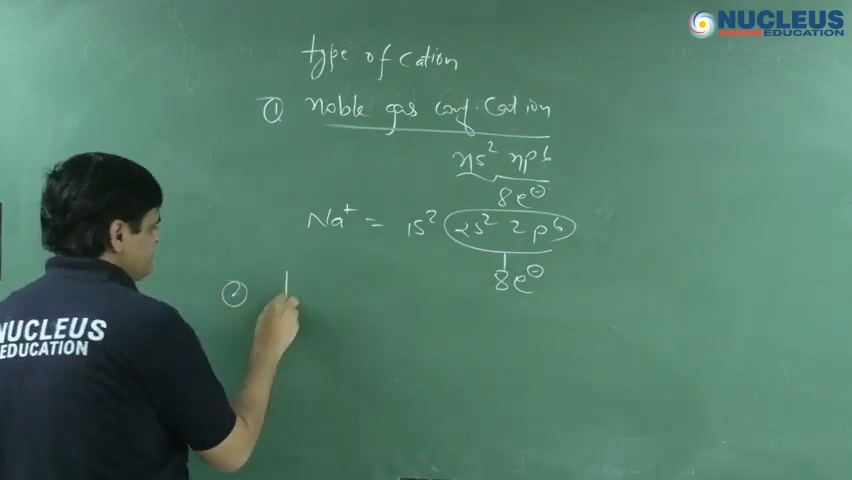 NUCLEUS
EDUCATION
type of cation
① Noble gas conf. Cation
ns² np⁶
8e⊖
Na⁺ = 1s² 2s² 2p⁶
8e⊖
②
NUCLEUS
EDUCATION